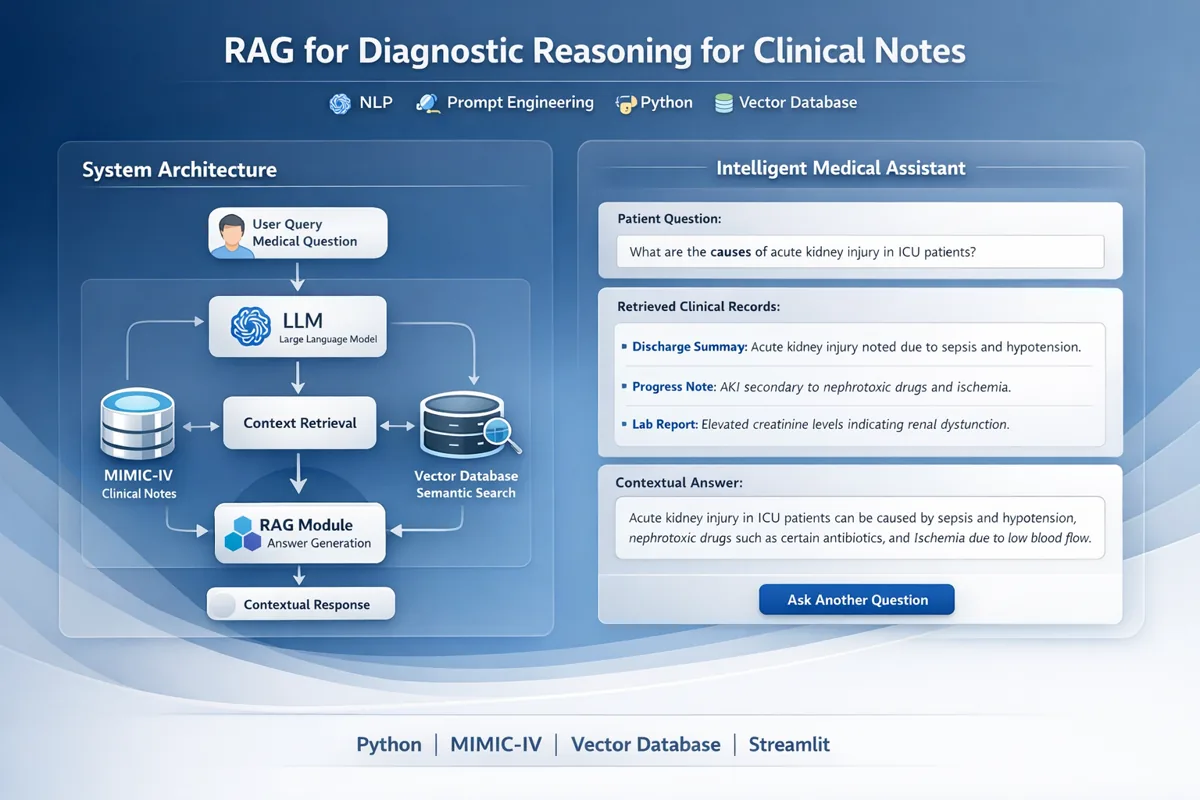 RAG for Diagnostic Reasoning for Clinical Notes
NLP
Prompt Engineering
Python
Vector Database
System Architecture
User Query
Medical Question
LLM
Large Language Model
Context Retrieval
MIMIC-IV
Clinical Notes
Vector Database
Semantic Search
RAG Module
Answer Generation
Contextual Response
Intelligent Medical Assistant
Patient Question:
What are the causes of acute kidney injury in ICU patients?
Retrieved Clinical Records:
Discharge Summay: Acute kidney injury noted due to sepsis and hypotension.
Progress Note: AKI secondary to nephrotoxic drugs and ischemia.
Lab Report: Elevated creatinine levels indicating renal dystunction.
Contextual Answer:
Acute kidney injury in ICU patients can be caused by sepsis and hypotension,
nephrotoxic drugs such as certain antibiotics, and Ischemia due to low blood flow.
Ask Another Question
Python | MIMIC-IV | Vector Database | Streamlit